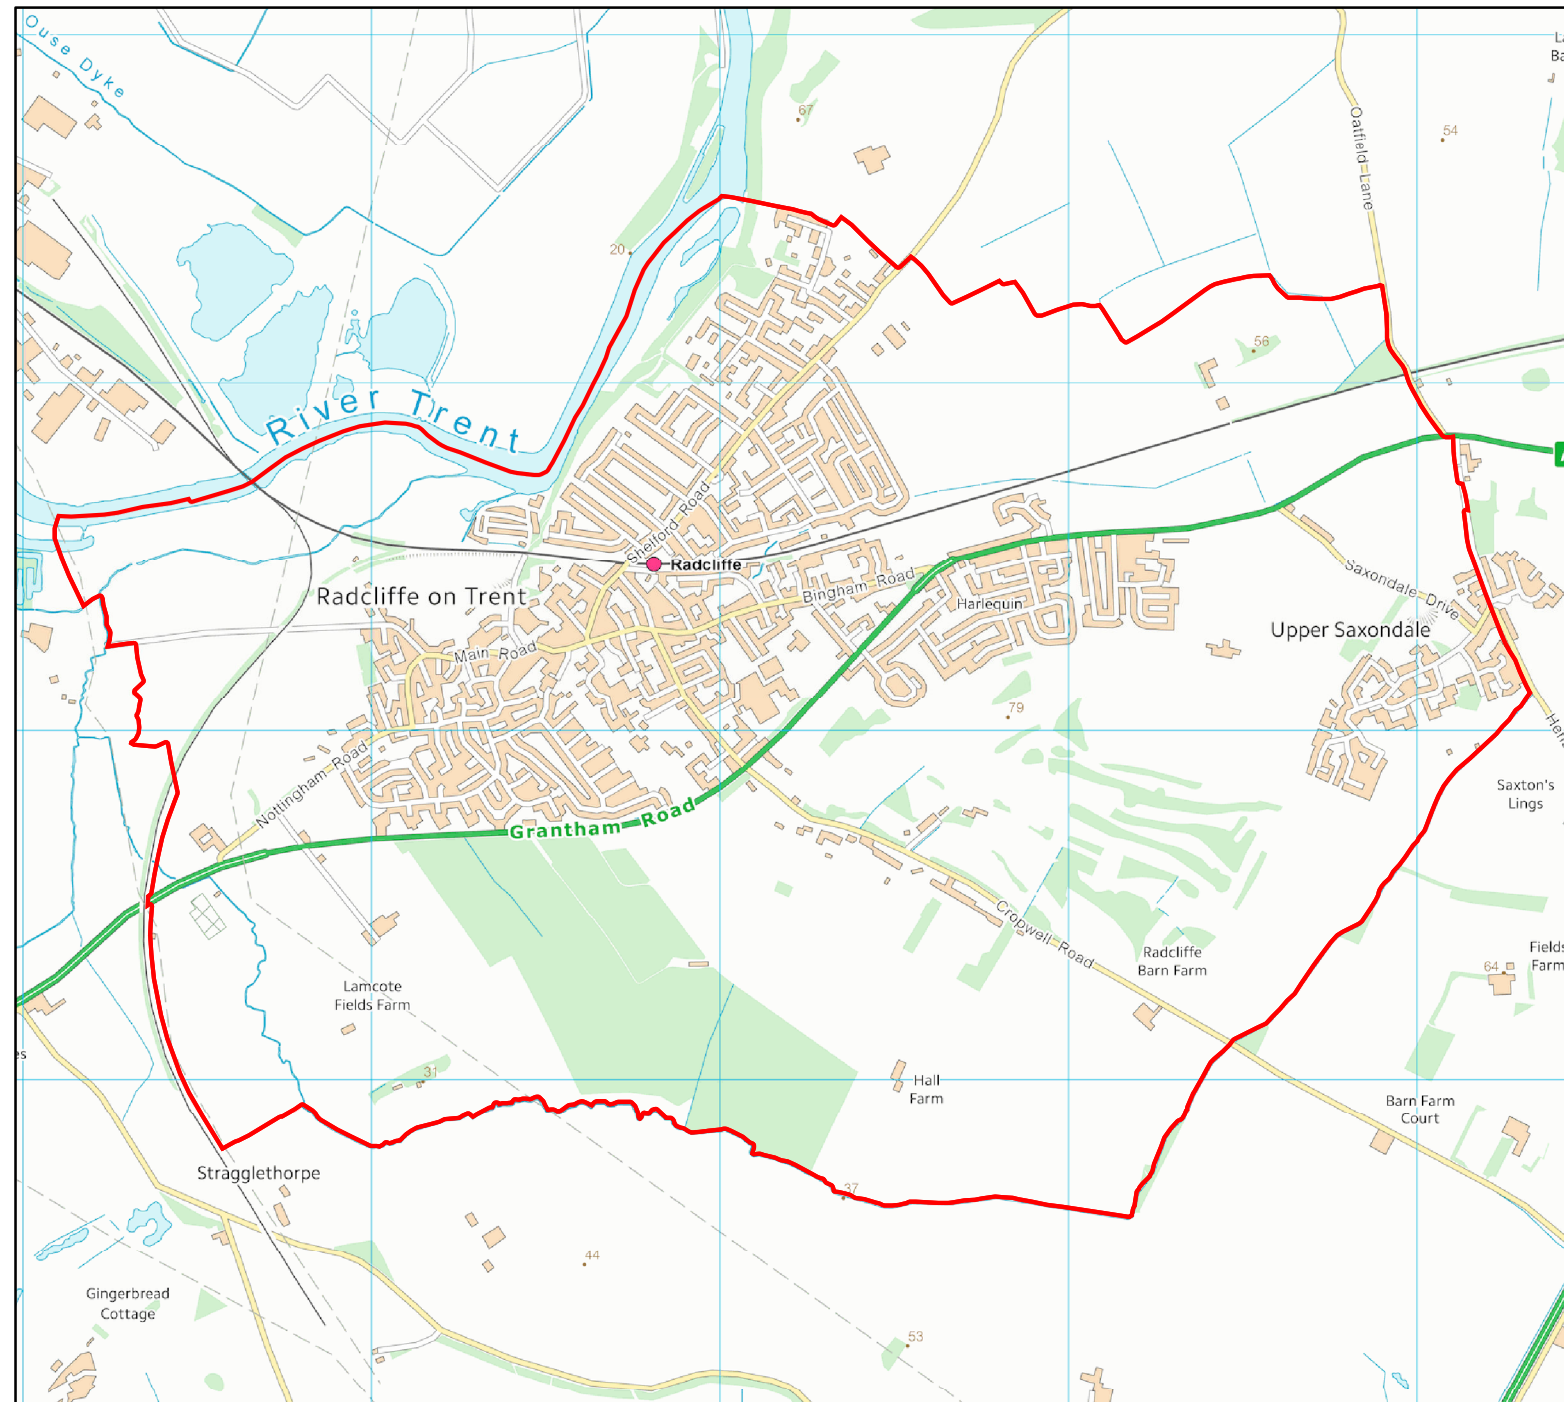 Ouse Dyke
67
54
Oatfield Lane
20
56
River Trent
Shelford Road
Radcliffe
Radcliffe on Trent
Bingham Road
Harlequin
Saxondale Drive
Upper Saxondale
Main Road
79
Nottingham Road
Saxton's
Lings
Grantham Road
Cropwell Road
Radcliffe
Barn Farm
Fields
Farm
64
Lamcote
Fields Farm
31
Hall
Farm
Barn Farm
Court
Stragglethorpe
37
44
Gingerbread
Cottage
53